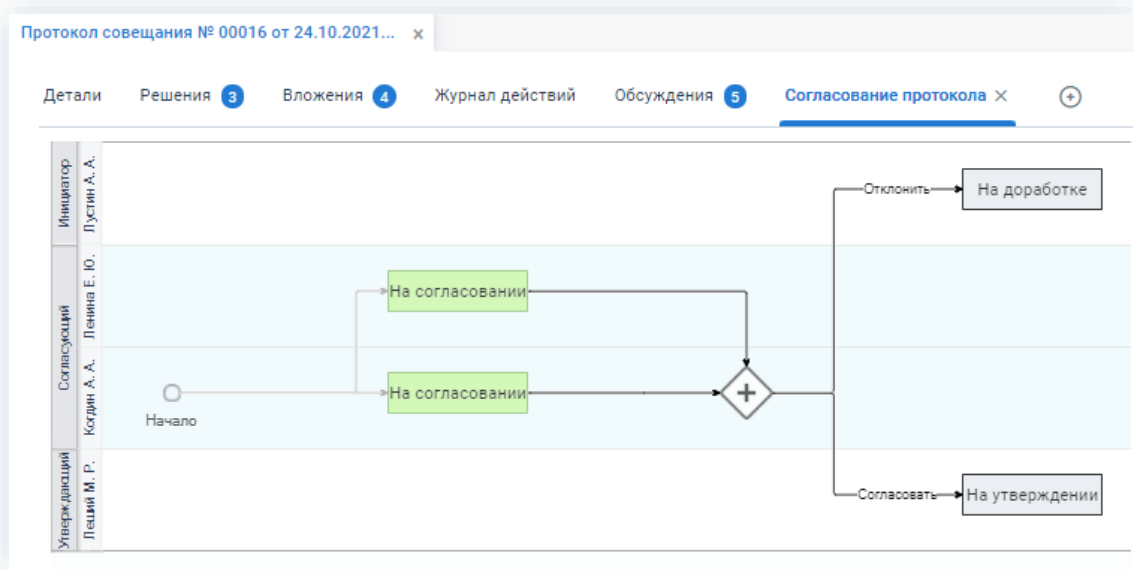 Протокол совещания № 00016 от 24.10.2021...
Детали Решения 3 Вложения 4 Журнал действий Обсуждения 5 Согласование протокола
Инициатор
Лустин А. А.
Отклонить
На доработке
Согласующий
Ленина Е. Ю.
На согласовании
Когдин А. А.
Начало
На согласовании
Утверждающий
Леший М. Р.
Согласовать
На утверждении